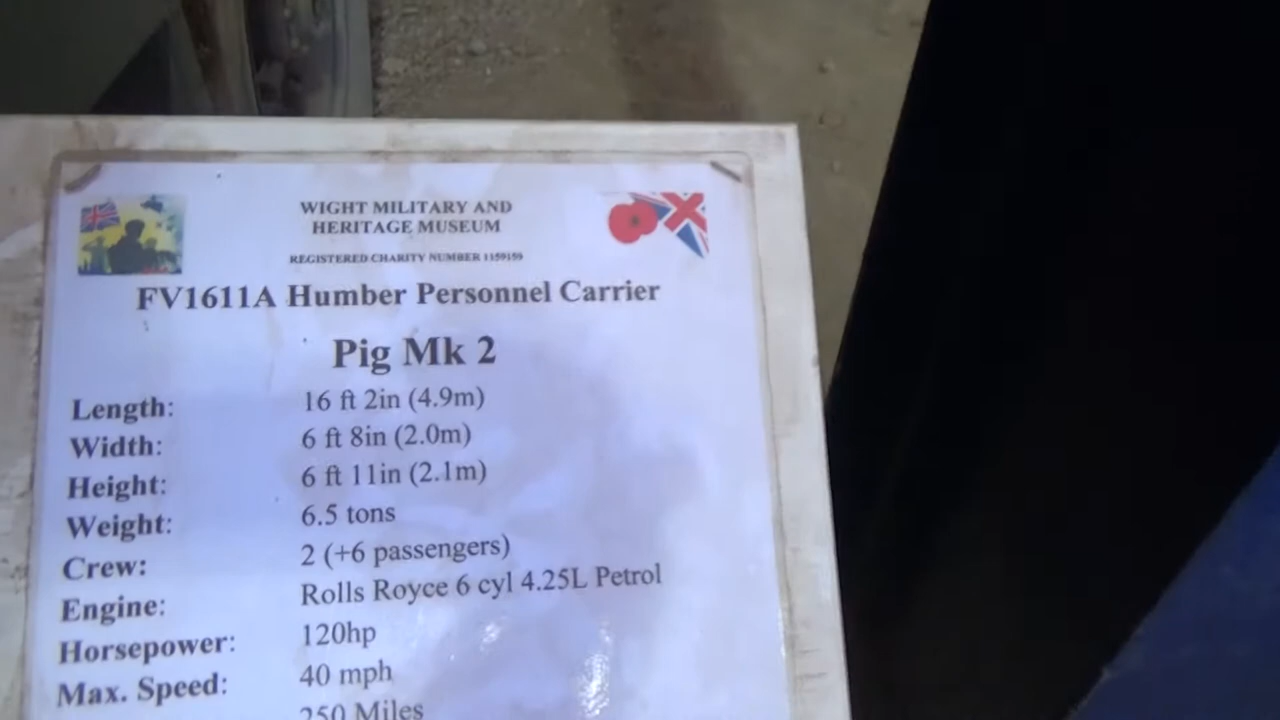 WIGHT MILITARY AND
HERITAGE MUSEUM
REGISTERED CHARITY NUMBER 1159159
FV1611A Humber Personnel Carrier
Pig Mk 2
Length: 16 ft 2in (4.9m)
Width: 6 ft 8in (2.0m)
Height: 6 ft 11in (2.1m)
Weight: 6.5 tons
Crew: 2 (+6 passengers)
Engine: Rolls Royce 6 cyl 4.25L Petrol
Horsepower: 120hp
Max. Speed: 40 mph
250 Miles